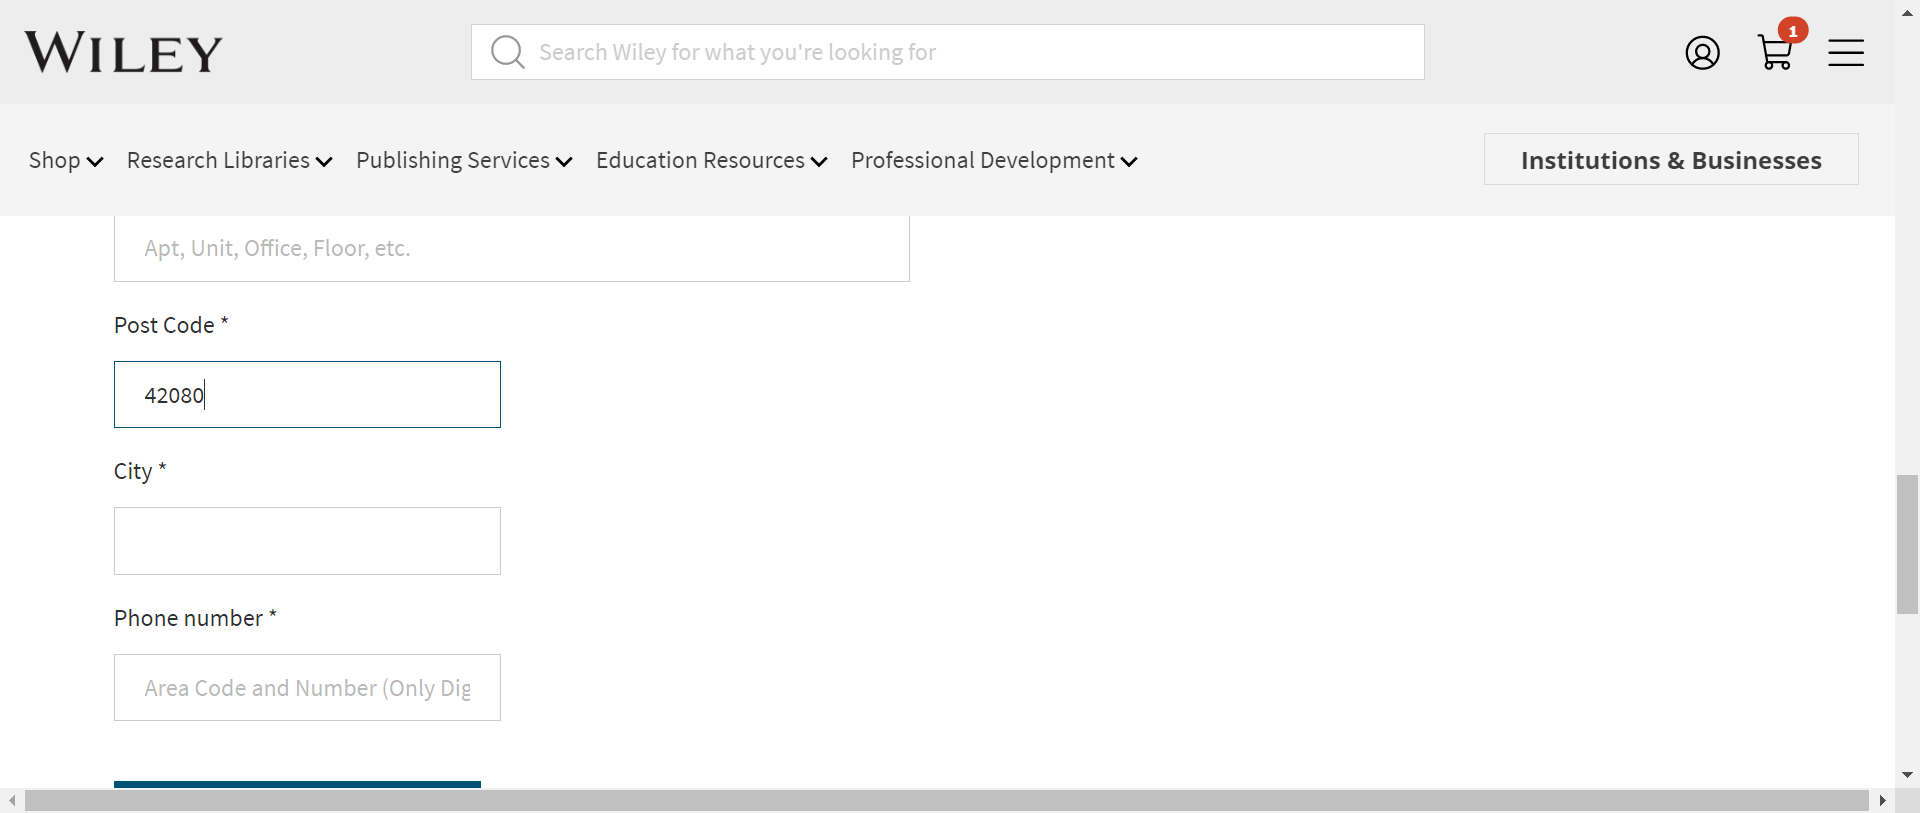 WILEY
Search Wiley for what you're looking for
1
Shop
Research Libraries
Publishing Services
Education Resources
Professional Development
Institutions & Businesses
Apt, Unit, Office, Floor, etc.
Post Code *
42080
City *
Phone number *
Area Code and Number (Only Dig